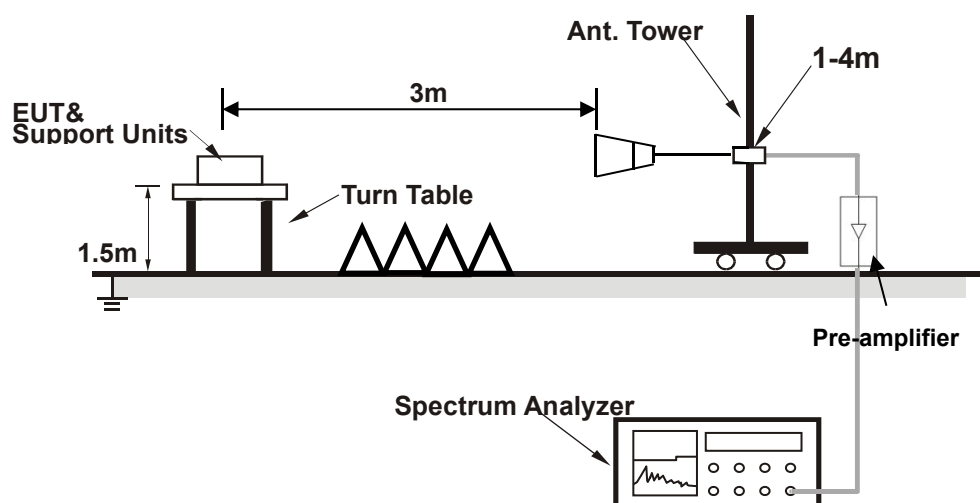 Ant. Tower
1-4m
3m
EUT&
Support Units
Turn Table
1.5m
Pre-amplifier
Spectrum Analyzer